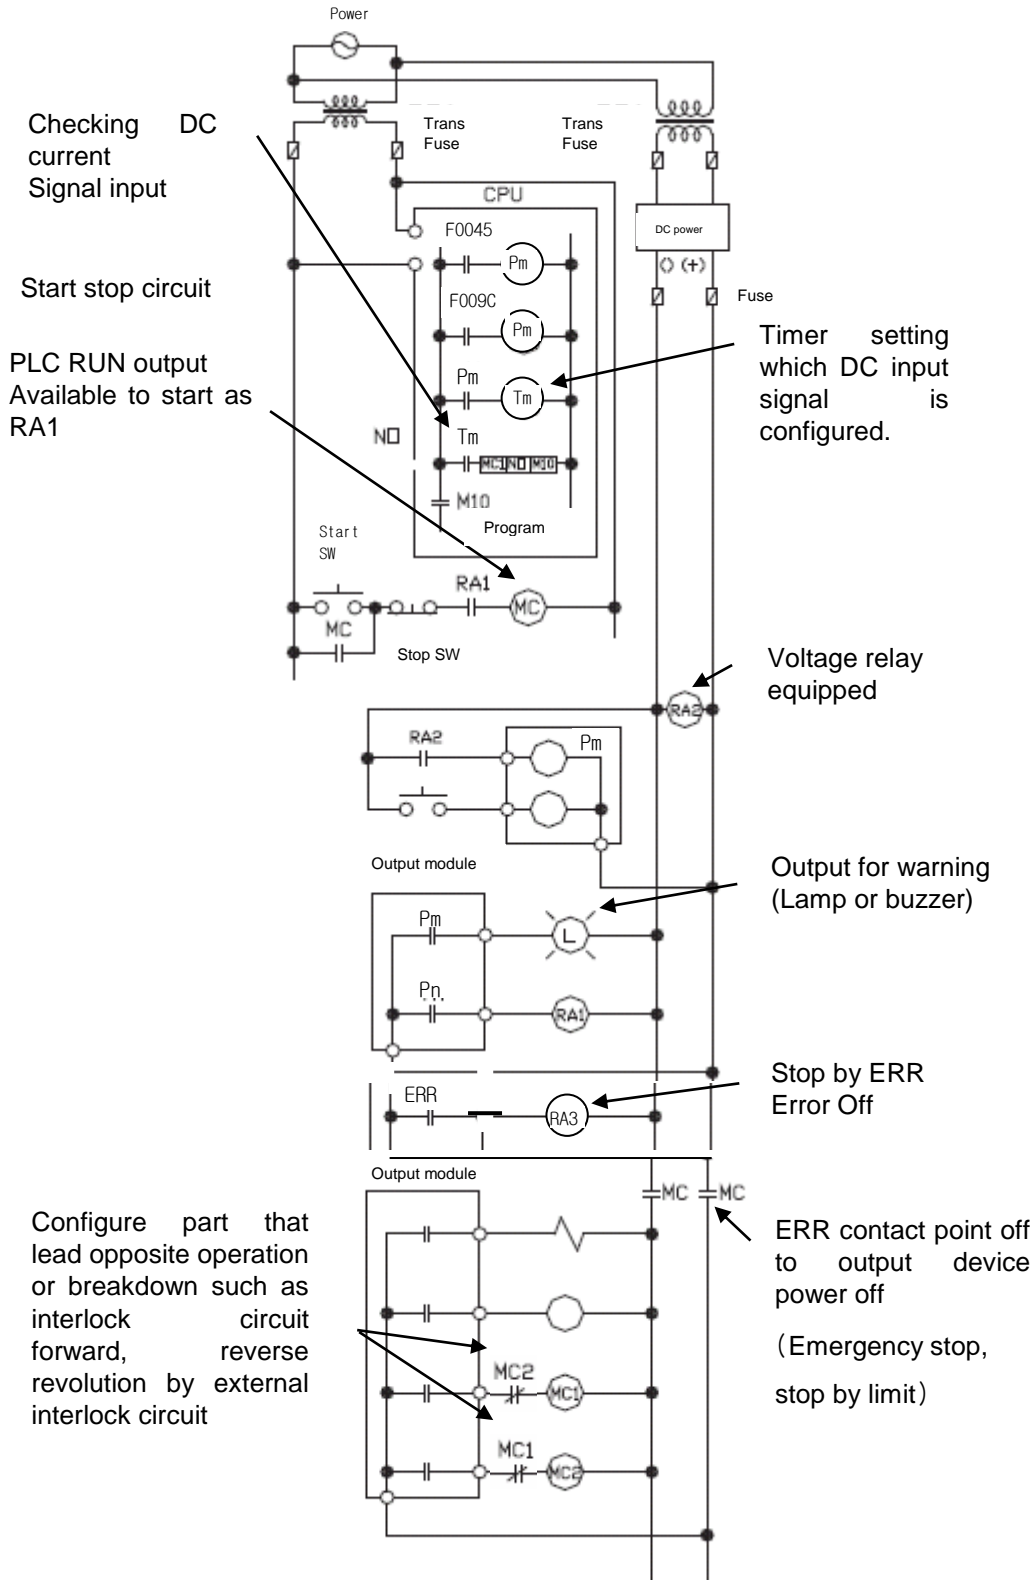 Power
Checking DC
current
Signal input
Trans
Fuse
Trans
Fuse
CPU
DC power
F0045
Pm
() (+)
Start stop circuit
F009C
Pm
Fuse
Timer setting
which DC input
signal is
configured.
PLC RUN output
Available to start as
RA1
Pm
Tm
N□
Tm
MC1 N□ M10
M10
Program
Start
SW
RA1
MC
MC
Stop SW
Voltage relay
equipped
RA2
RA2
Pm
Output module
Output for warning
(Lamp or buzzer)
Pm
L
Pn
RA1
Stop by ERR
Error Off
ERR
RA3
Output module
MC
MC
Configure part that
lead opposite operation
or breakdown such as
interlock circuit
forward, reverse
revolution by external
interlock circuit
ERR contact point off
to output device
power off
(Emergency stop,
stop by limit)
MC2
MC1
MC1
MC2